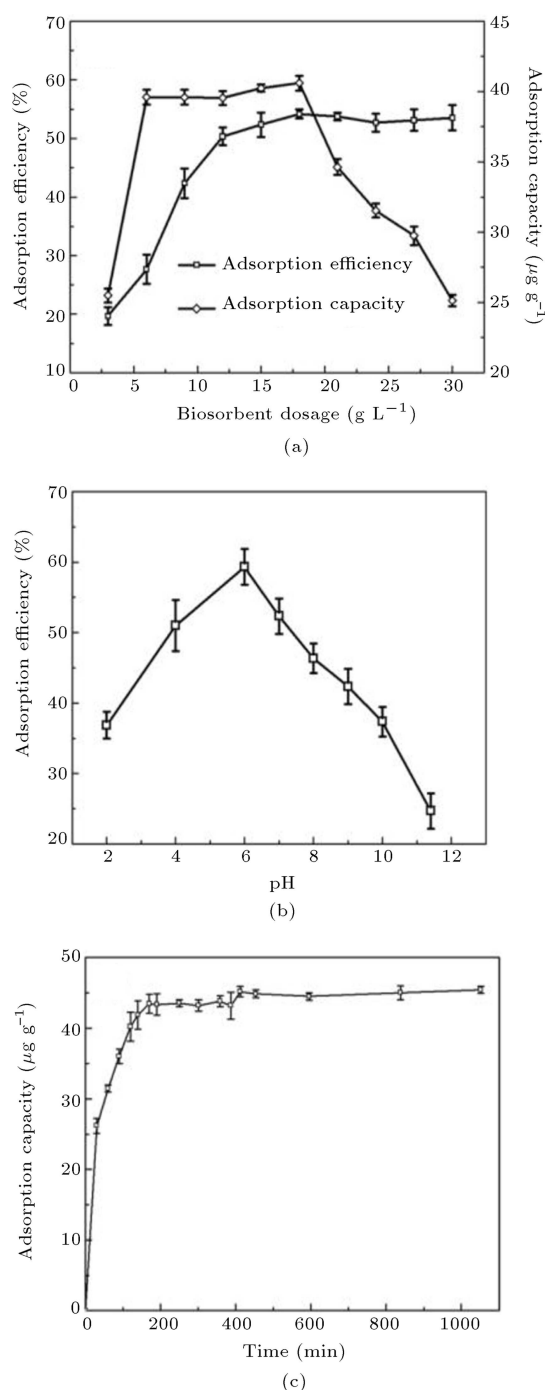 70
60
50
40
30
20
10
Adsorption efficiency (%)
45
40
35
30
25
20
Adsorption capacity (μg g⁻¹)
Adsorption efficiency
Adsorption capacity
0 5 10 15 20 25 30
Biosorbent dosage (g L⁻¹)
(a)
70
60
50
40
30
20
Adsorption efficiency (%)
2 4 6 8 10 12
pH
(b)
50
40
30
20
10
0
Adsorption capacity (μg g⁻¹)
0 200 400 600 800 1000
Time (min)
(c)